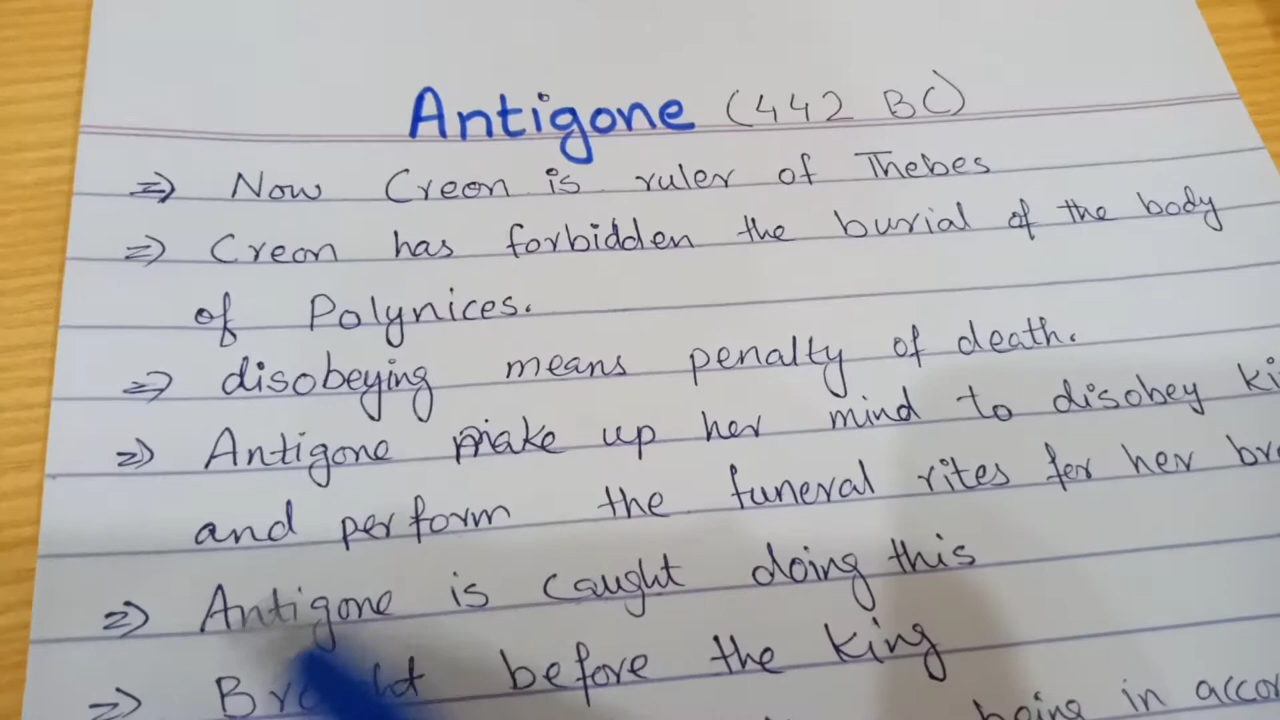 Antigone (442 BC)
=> Now Creon is ruler of Thebes
=> Creon has forbidden the burial of the body
of Polynices.
=> disobeying means penalty of death.
=> Antigone make up her mind to disobey
and perform the funeral rites for her
=> Antigone is caught doing this
=> before the king
being in